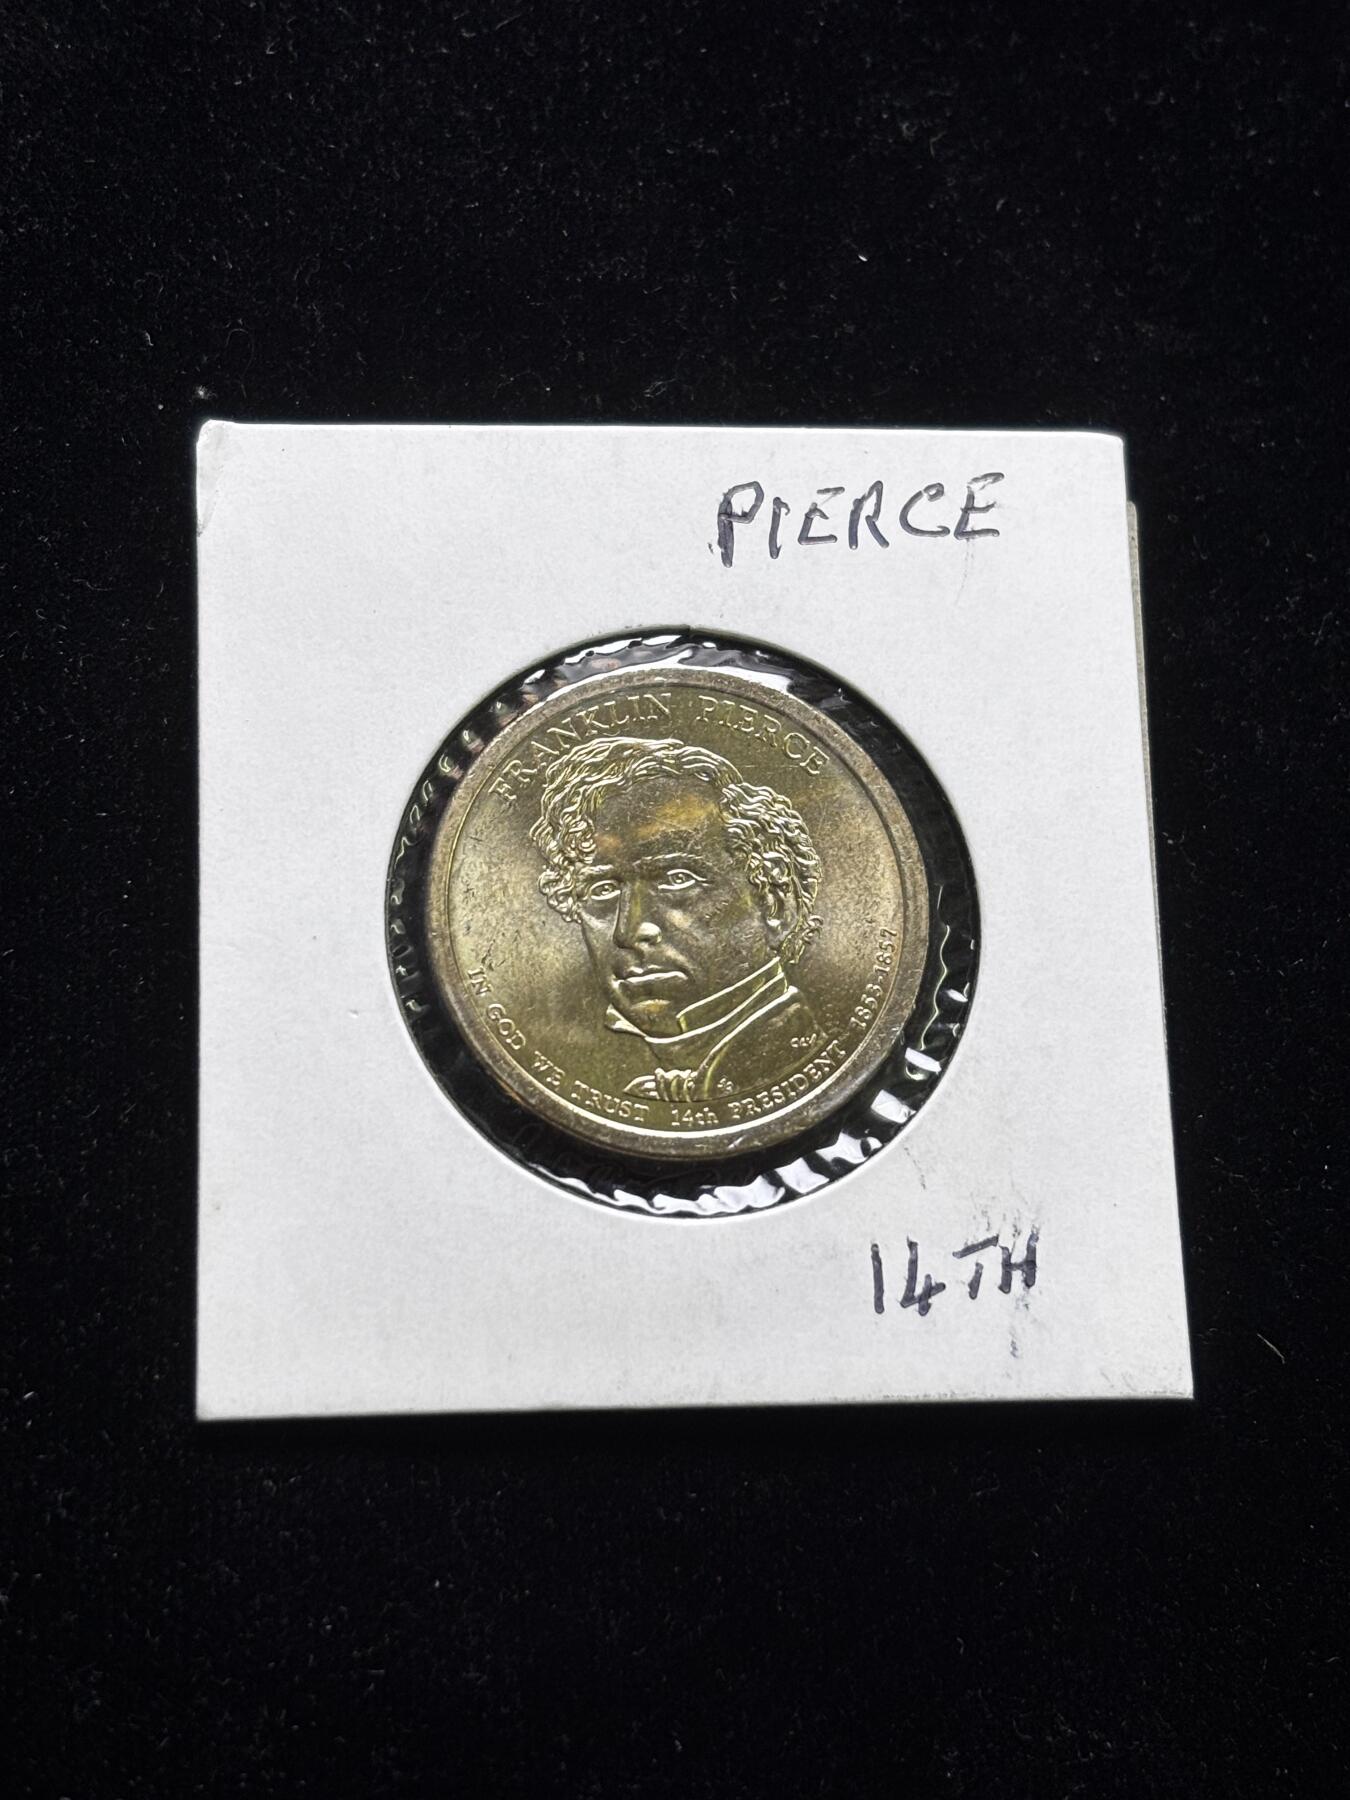 PIERCE
FRANKLIN PIERCE
IN GOD WE TRUST 14th PRESIDENT 1853-1857
14TH